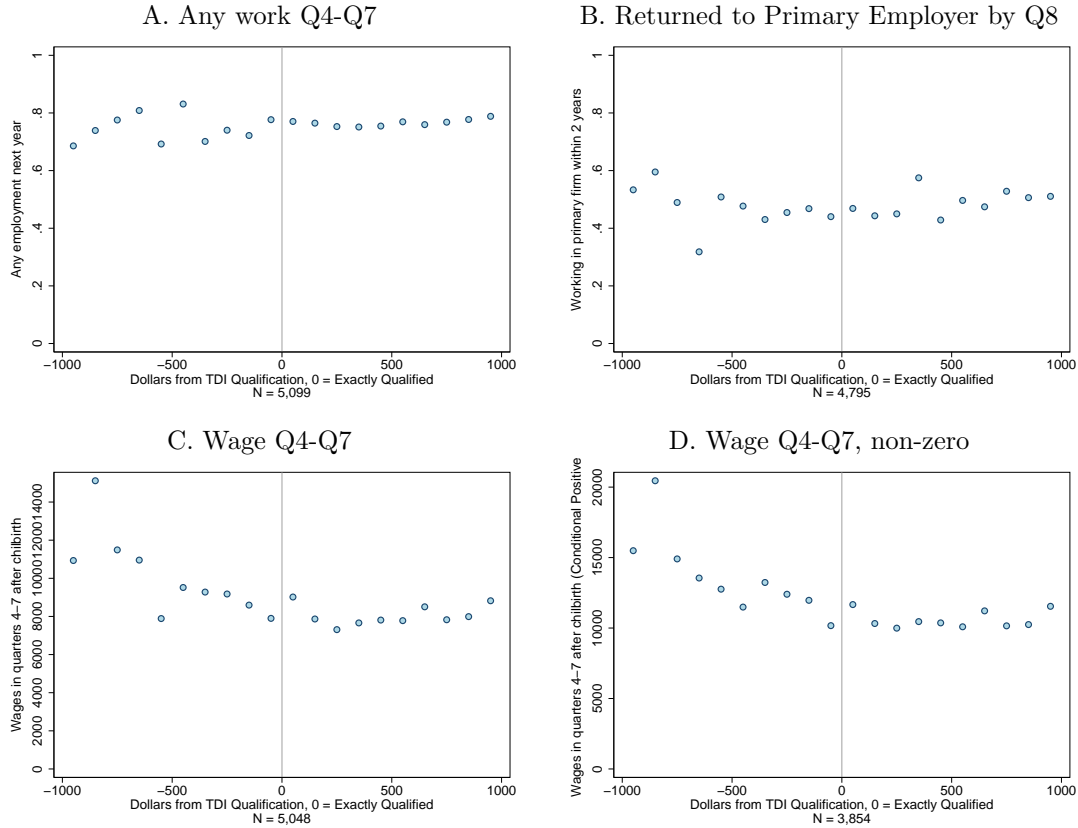 A. Any work Q4-Q7
Any employment next year
1
.8
.6
.4
.2
0
−1000 −500 0 500 1000
Dollars from TDI Qualification, 0 = Exactly Qualified
N = 5,099
B. Returned to Primary Employer by Q8
Working in primary firm within 2 years
1
.8
.6
.4
.2
0
−1000 −500 0 500 1000
Dollars from TDI Qualification, 0 = Exactly Qualified
N = 4,795
C. Wage Q4-Q7
Wages in quarters 4−7 after chilbirth
14000
12000
10000
8000
6000
4000
2000
0
−1000 −500 0 500 1000
Dollars from TDI Qualification, 0 = Exactly Qualified
N = 5,048
D. Wage Q4-Q7, non-zero
Wages in quarters 4−7 after chilbirth (Conditional Positive
20000
15000
10000
5000
0
−1000 −500 0 500 1000
Dollars from TDI Qualification, 0 = Exactly Qualified
N = 3,854